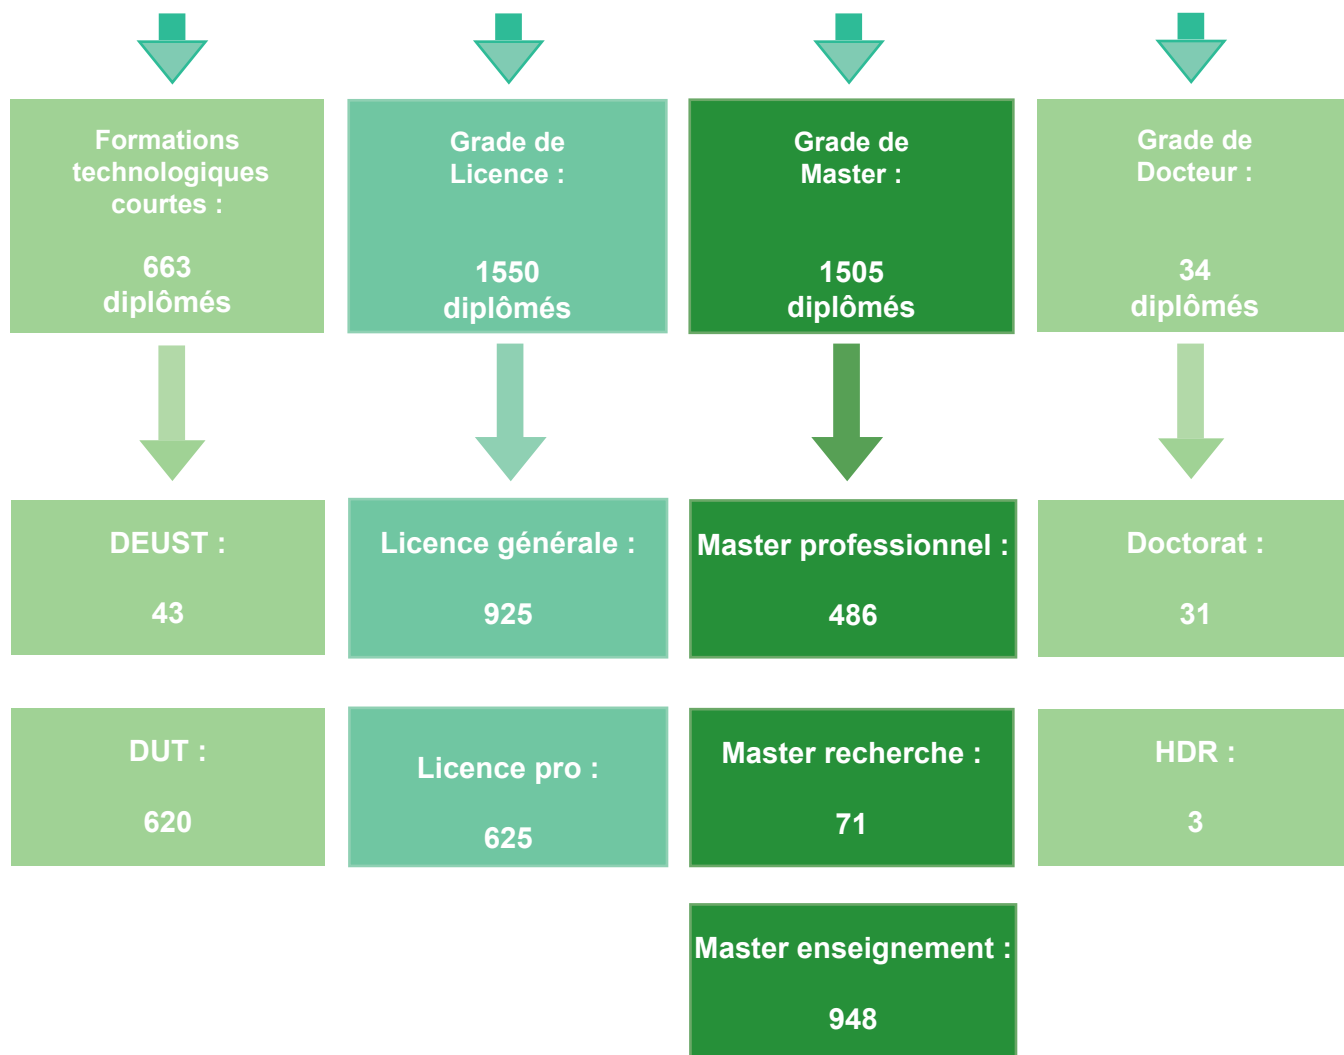 Formations
technologiques
courtes :
663
diplômés
Grade de
Licence :
1550
diplômés
Grade de
Master :
1505
diplômés
Grade de
Docteur :
34
diplômés
DEUST :
43
Licence générale :
925
Master professionnel :
486
Doctorat :
31
DUT :
620
Licence pro :
625
Master recherche :
71
HDR :
3
Master enseignement :
948